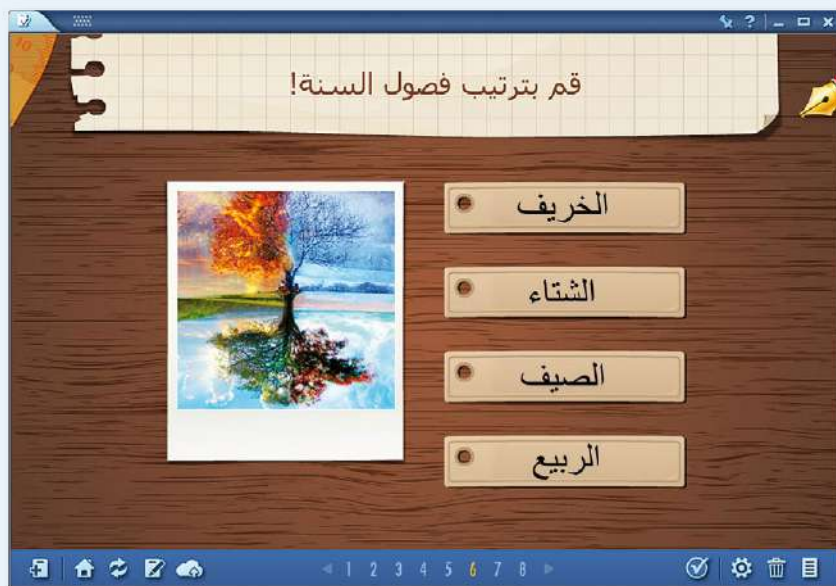 قم بترتيب فصول السنة!
الخريف
الشتاء
الصيف
الربيع
1 2 3 4 5 6 7 8